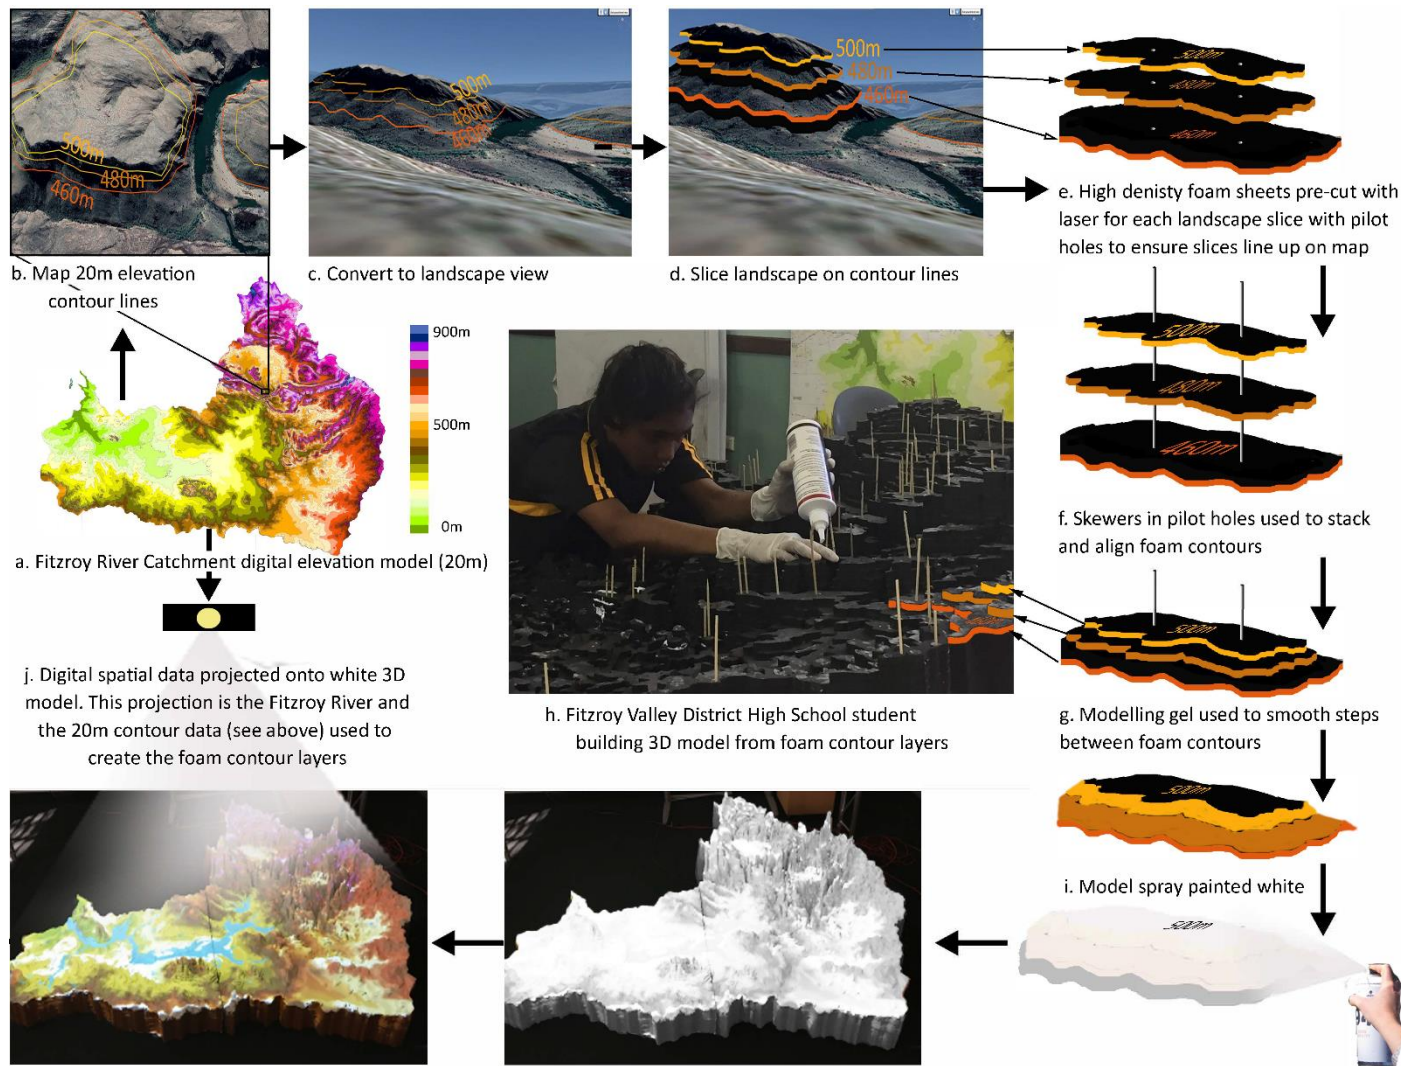 500m
480m
460m
b. Map 20m elevation
contour lines
500m
480m
460m
c. Convert to landscape view
500m
480m
460m
d. Slice landscape on contour lines
500m
480m
460m
e. High denisty foam sheets pre-cut with
laser for each landscape slice with pilot
holes to ensure slices line up on map
900m
500m
0m
a. Fitzroy River Catchment digital elevation model (20m)
500m
480m
460m
f. Skewers in pilot holes used to stack
and align foam contours
500m
g. Modelling gel used to smooth steps
between foam contours
h. Fitzroy Valley District High School student
building 3D model from foam contour layers
j. Digital spatial data projected onto white 3D
model. This projection is the Fitzroy River and
the 20m contour data (see above) used to
create the foam contour layers
500m
i. Model spray painted white
500m